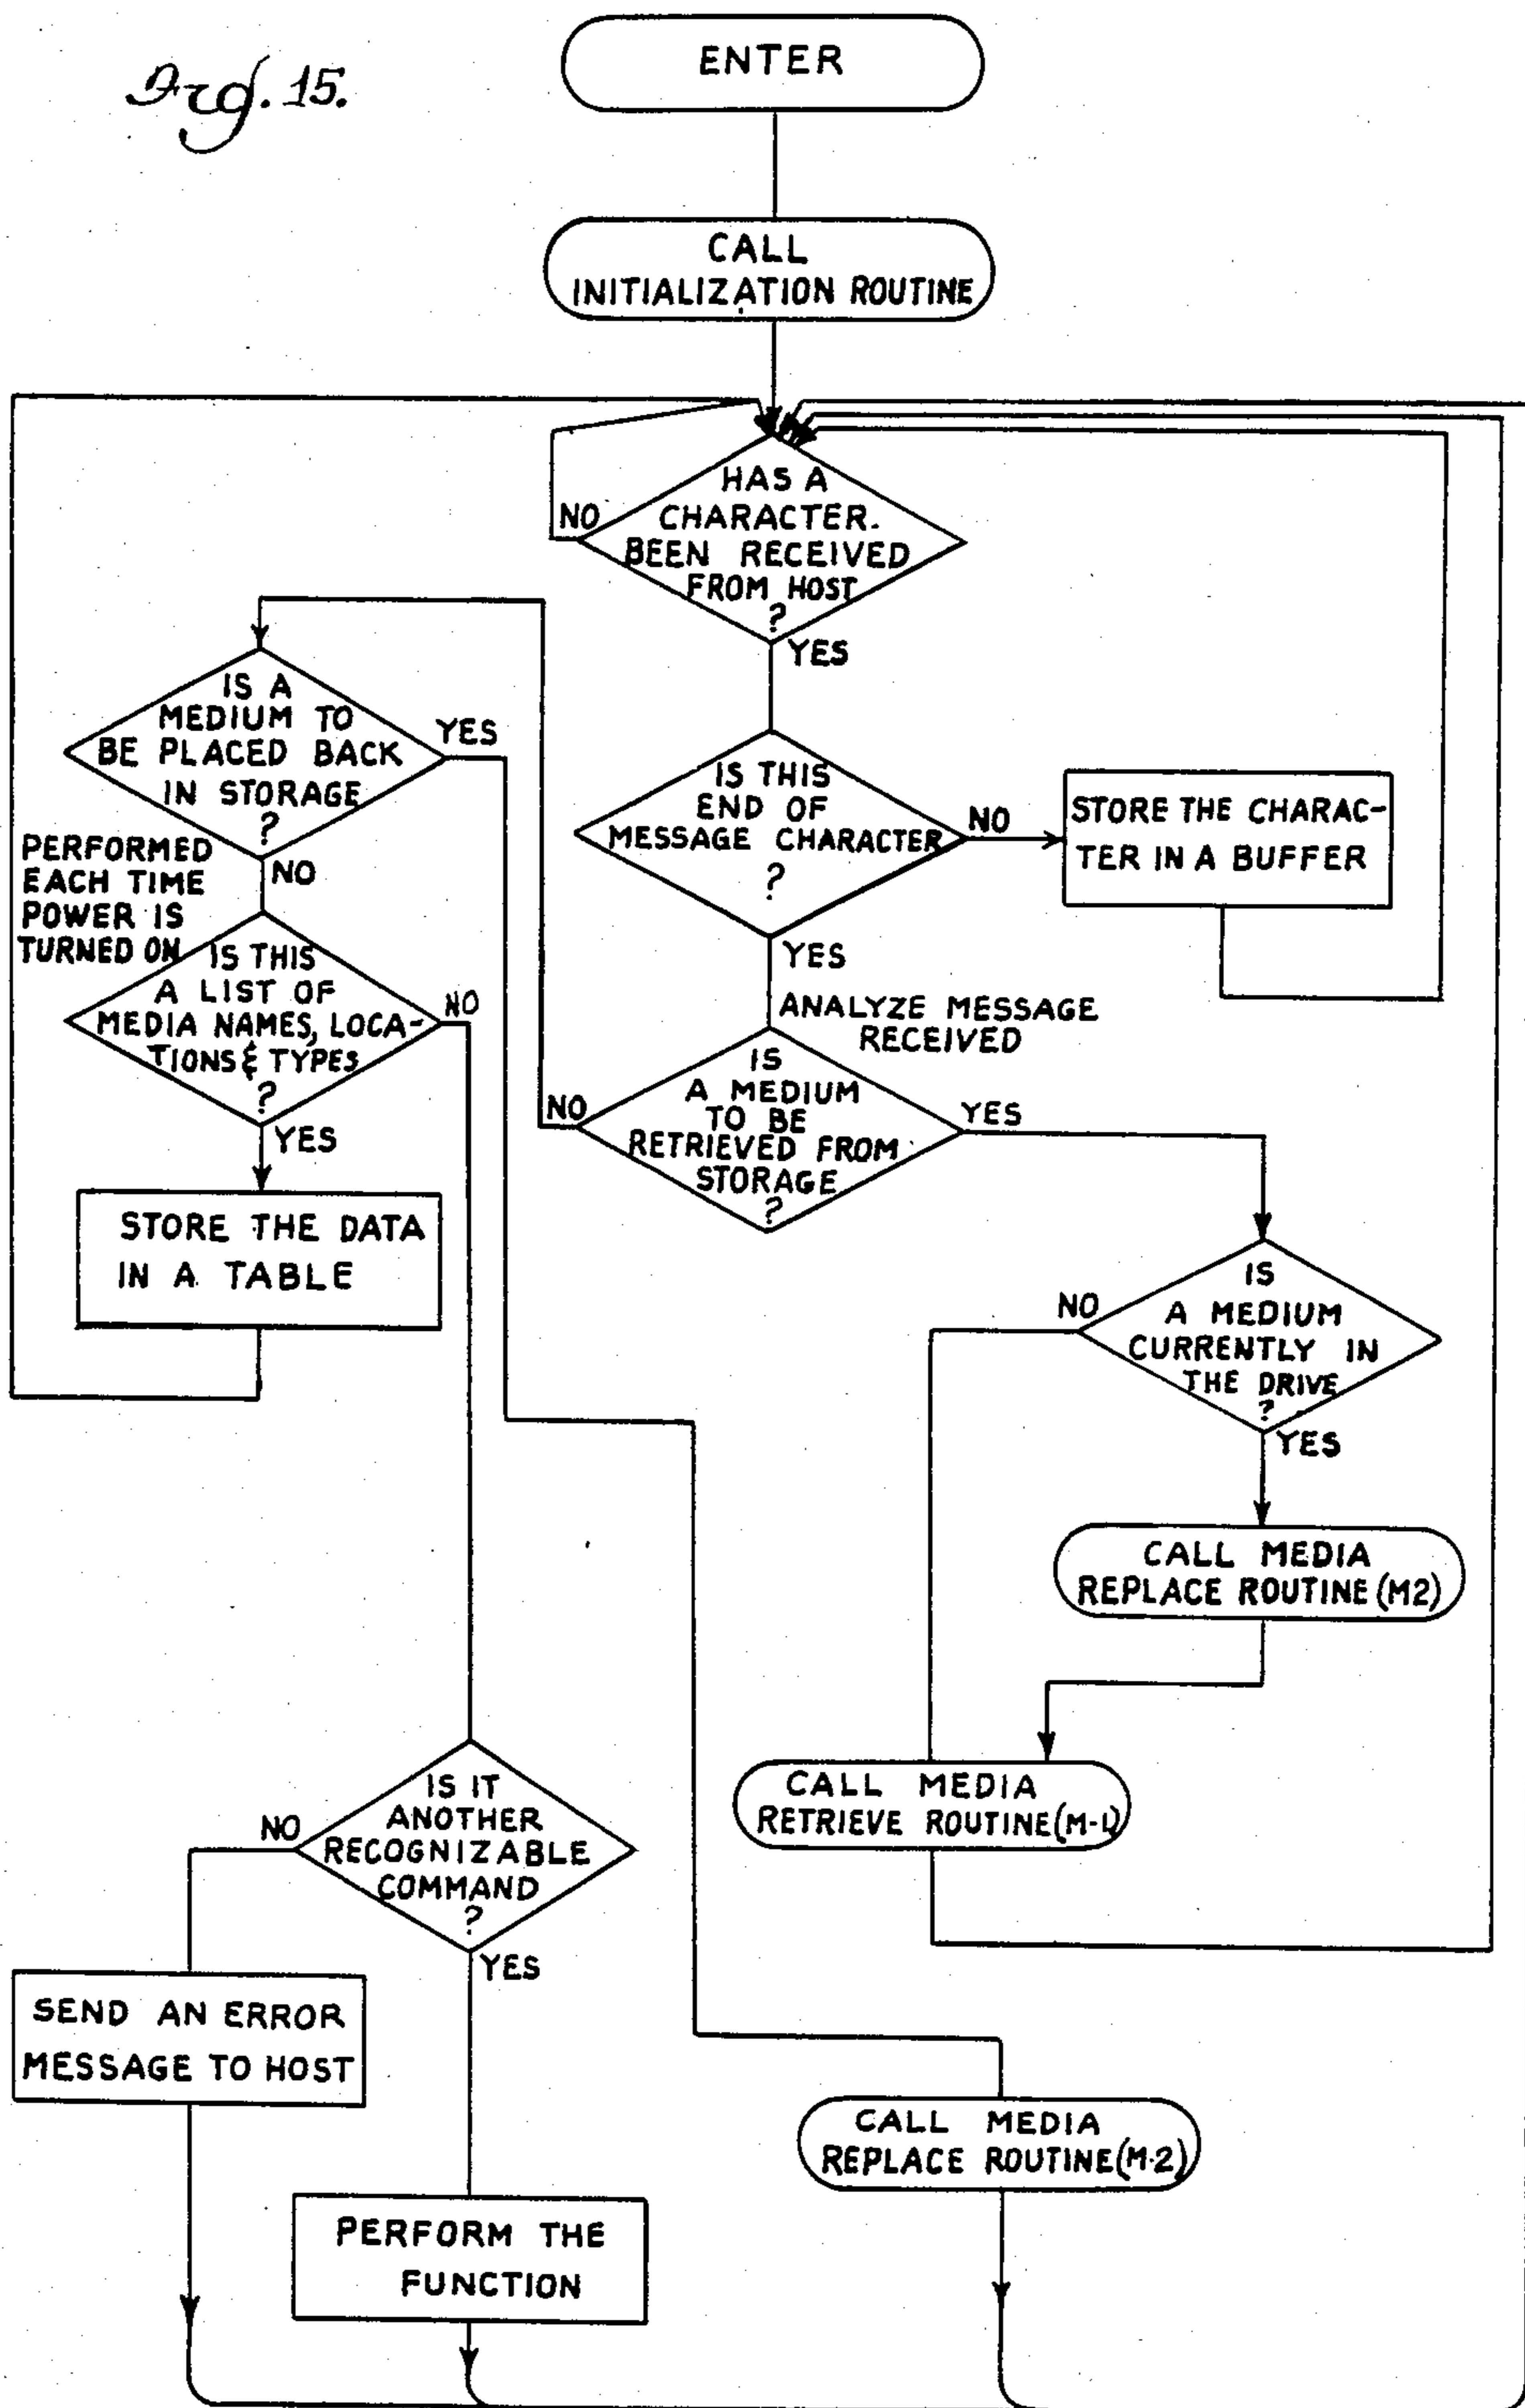 Fig. 15.
ENTER
CALL
INITIALIZATION ROUTINE
HAS A
CHARACTER.
BEEN RECEIVED
FROM HOST
?
NO
YES
IS THIS
END OF
MESSAGE CHARACTER
?
NO
STORE THE CHARAC-
TER IN A BUFFER
YES
ANALYZE MESSAGE
RECEIVED
IS
A MEDIUM
TO BE
RETRIEVED FROM
STORAGE
?
NO
YES
IS A
MEDIUM TO
BE PLACED BACK
IN STORAGE
?
YES
NO
PERFORMED
EACH TIME
POWER IS
TURNED ON
IS THIS
A LIST OF
MEDIA NAMES, LOCA-
TIONS & TYPES
?
NO
YES
STORE THE DATA
IN A TABLE
IS
A MEDIUM
CURRENTLY IN
THE DRIVE
?
NO
YES
CALL MEDIA
REPLACE ROUTINE (M2)
CALL MEDIA
RETRIEVE ROUTINE (M-1)
IS IT
ANOTHER
RECOGNIZABLE
COMMAND
?
NO
YES
SEND AN ERROR
MESSAGE TO HOST
PERFORM THE
FUNCTION
CALL MEDIA
REPLACE ROUTINE (M-2)